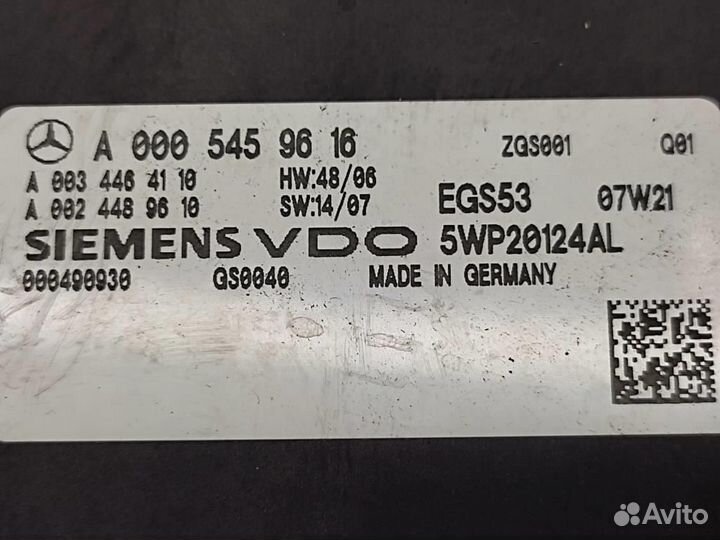 A 000 545 96 16 ZGS001 Q01
A 003 446 41 10 HW:48/06
A 002 448 96 10 SW:14/07 EGS53 07W21
SIEMENS VDO 5WP20124AL
000490930 GS0040 MADE IN GERMANY
Avito